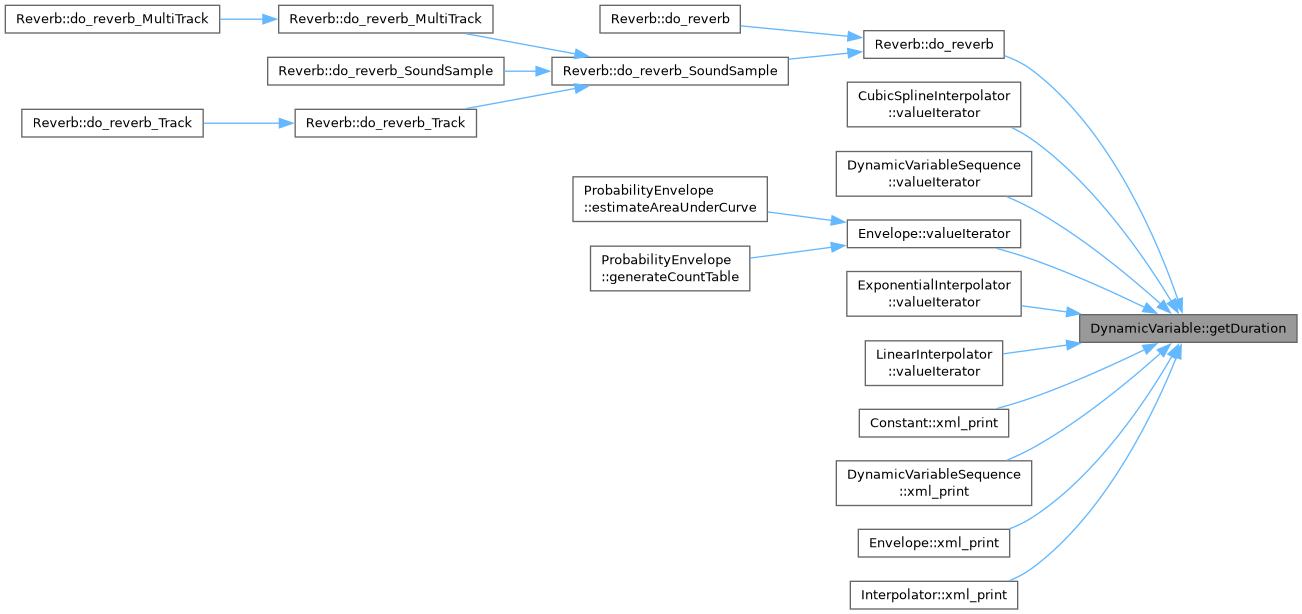 Reverb::do_reverb_MultiTrack
Reverb::do_reverb_MultiTrack
Reverb::do_reverb
Reverb::do_reverb
Reverb::do_reverb_SoundSample
Reverb::do_reverb_SoundSample
Reverb::do_reverb_Track
Reverb::do_reverb_Track
CubicSplineInterpolator
::valueIterator
DynamicVariableSequence
::valueIterator
ProbabilityEnvelope
::estimateAreaUnderCurve
Envelope::valueIterator
ProbabilityEnvelope
::generateCountTable
ExponentialInterpolator
::valueIterator
DynamicVariable::getDuration
LinearInterpolator
::valueIterator
Constant::xml_print
DynamicVariableSequence
::xml_print
Envelope::xml_print
Interpolator::xml_print